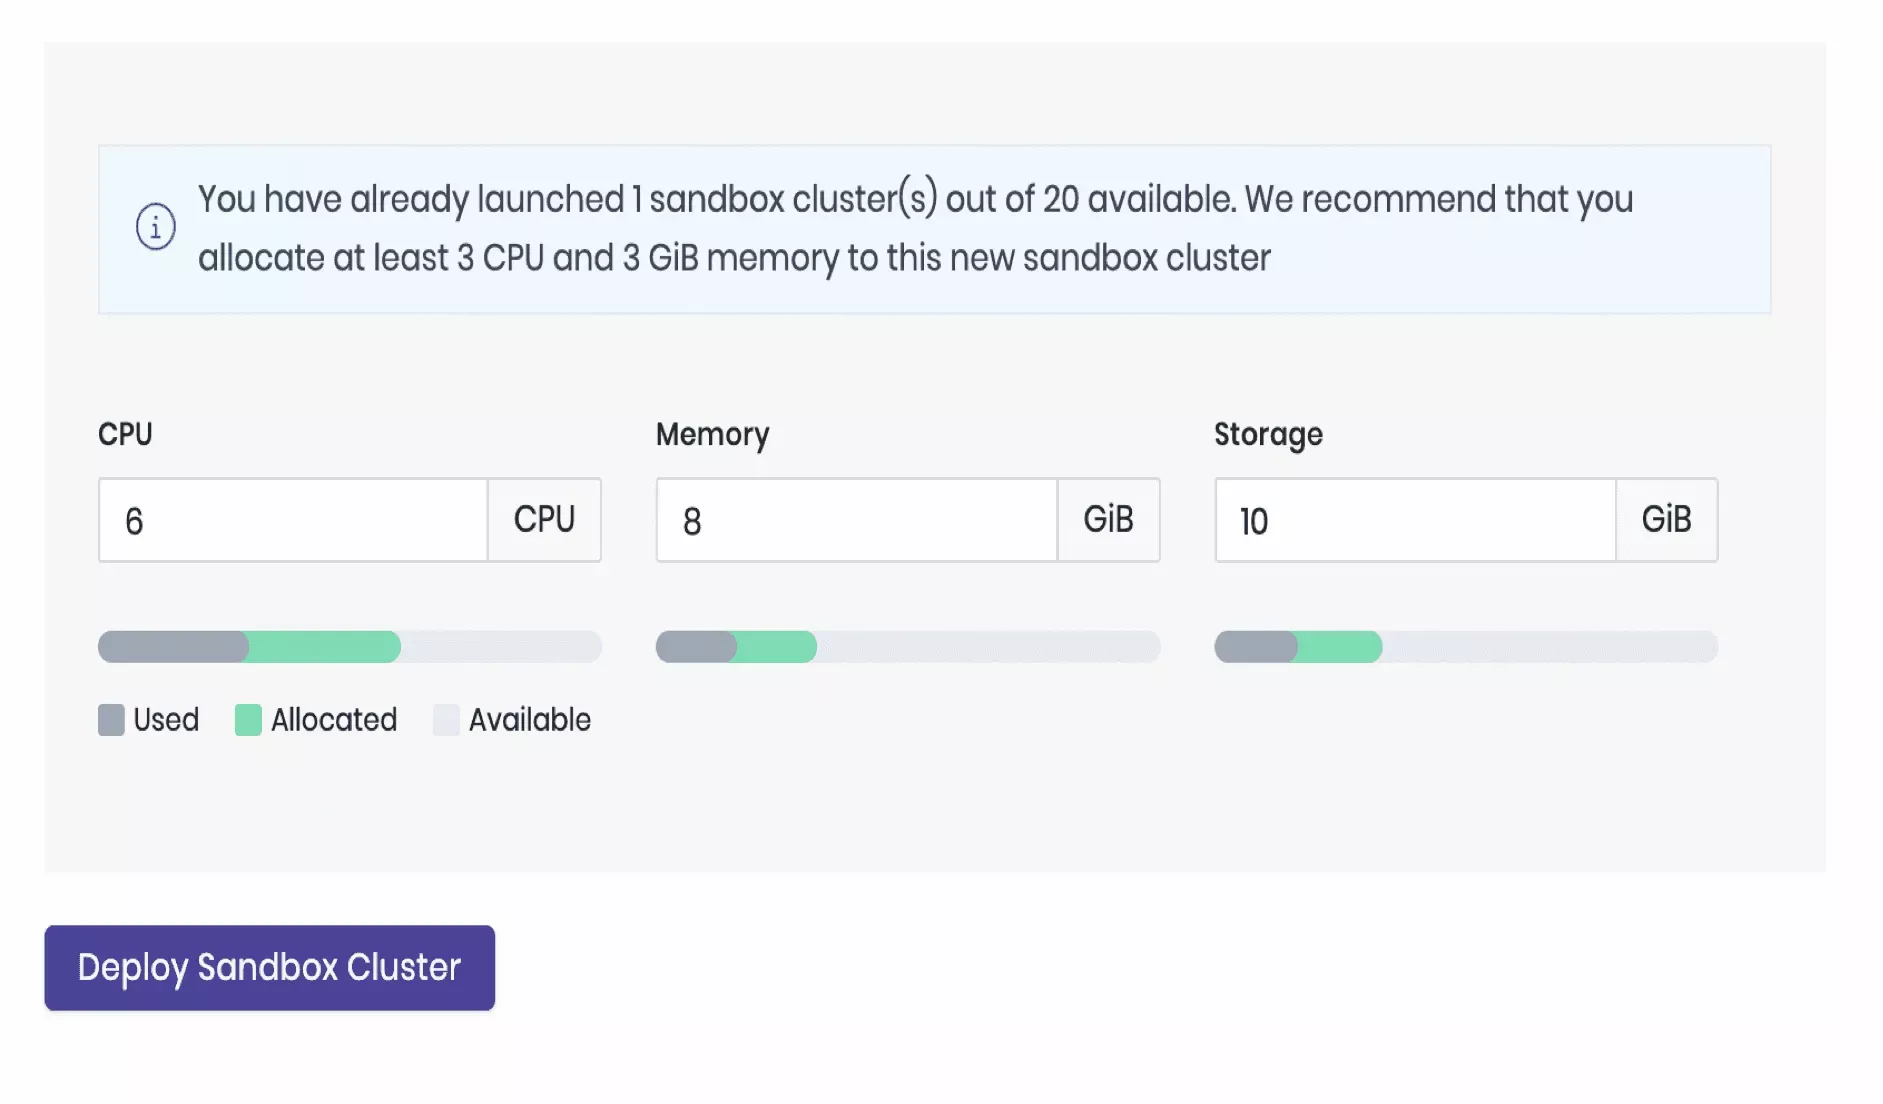 You have already launched 1 sandbox cluster(s) out of 20 available. We recommend that you
allocate at least 3 CPU and 3 GiB memory to this new sandbox cluster
CPU
Memory
Storage
6 CPU
8 GiB
10 GiB
Used Allocated Available
Deploy Sandbox Cluster